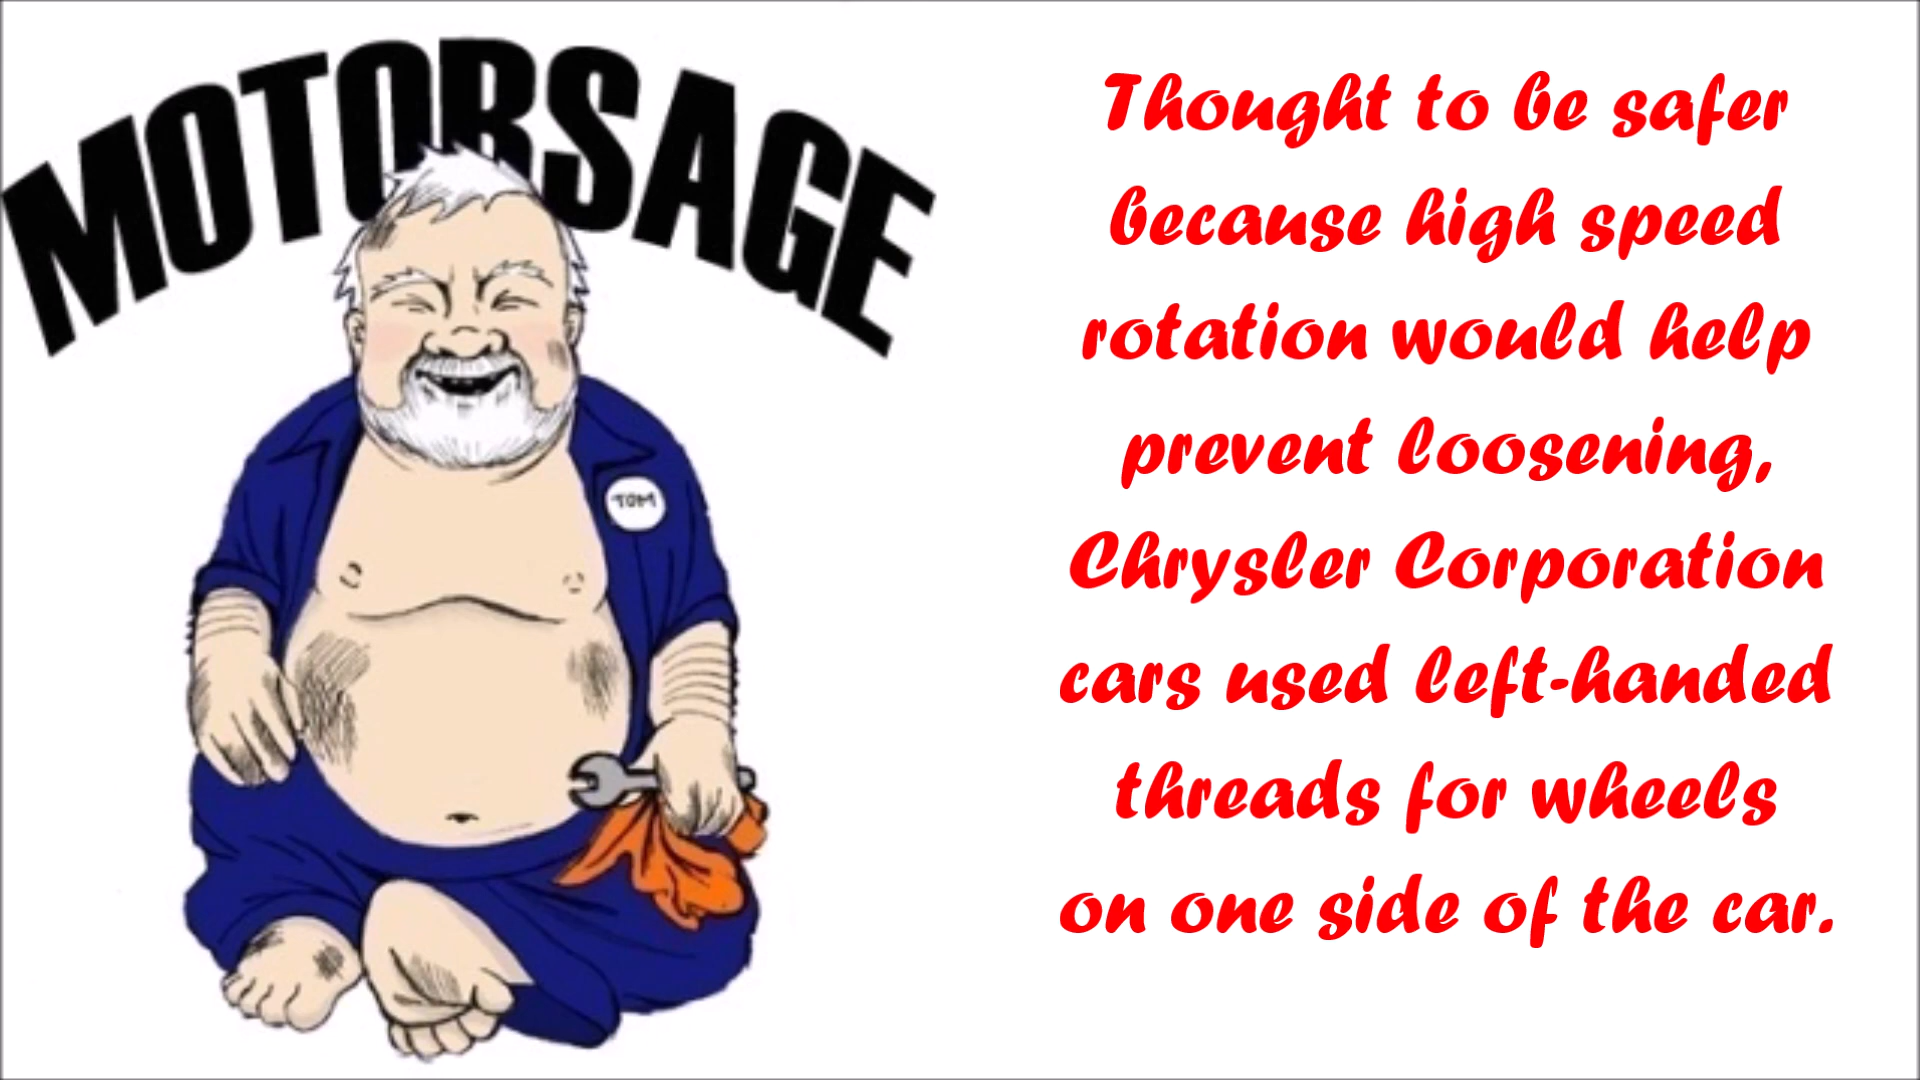 MOTORSAGE
TOM
Thought to be safer
because high speed
rotation would help
prevent loosening,
Chrysler Corporation
cars used left-handed
threads for wheels
on one side of the car.